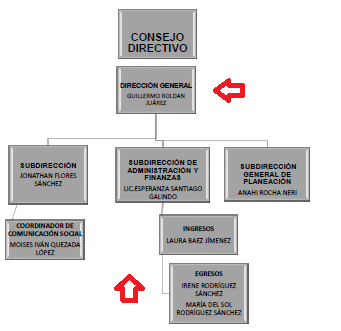 CONSEJO
DIRECTIVO
DIRECCIÓN GENERAL
GUILLERMO ROLDAN
JUÁREZ
SUBDIRECCIÓN
JONATHAN FLORES
SÁNCHEZ
SUBDIRECCIÓN DE
ADMINISTRACIÓN Y
FINANZAS
LIC.ESPERANZA SANTIAGO
GALINDO
SUBDIRECCIÓN
GENERAL DE
PLANEACIÓN
ANAHI ROCHA NERI
COORDINADOR DE
COMUNICACIÓN SOCIAL
MOISES IVÁN QUEZADA
LÓPEZ
INGRESOS
LAURA BAEZ JÍMENEZ
EGRESOS
IRENE RODRÍGUEZ
SÁNCHEZ
MARÍA DEL SOL
RODRÍGUEZ SÁNCHEZ